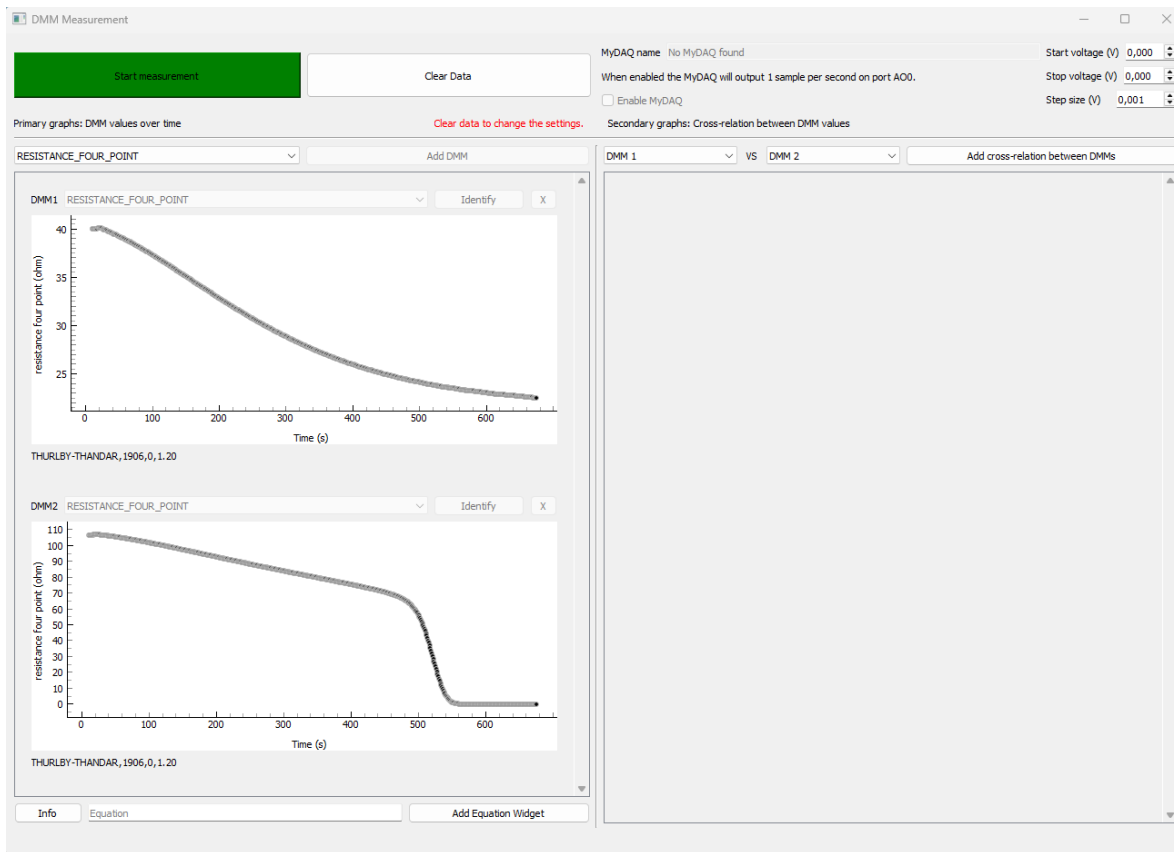 DMM Measurement
Start measurement
Clear Data
MyDAQ name No MyDAQ found
Start voltage (V) 0,000
When enabled the MyDAQ will output 1 sample per second on port AO0.
Stop voltage (V) 0,000
Enable MyDAQ
Step size (V) 0,001
Primary graphs: DMM values over time
Clear data to change the settings.
Secondary graphs: Cross-relation between DMM values
RESISTANCE_FOUR_POINT
Add DMM
DMM 1
VS
DMM 2
Add cross-relation between DMMs
DMM1 RESISTANCE_FOUR_POINT
Identify
X
40
35
30
25
resistance four point (ohm)
0 100 200 300 400 500 600
Time (s)
THURLBY-THANDAR,1906,0,1.20
DMM2 RESISTANCE_FOUR_POINT
Identify
X
110
100
90
80
70
60
50
40
30
20
10
0
resistance four point (ohm)
0 100 200 300 400 500 600
Time (s)
THURLBY-THANDAR,1906,0,1.20
Info
Equation
Add Equation Widget